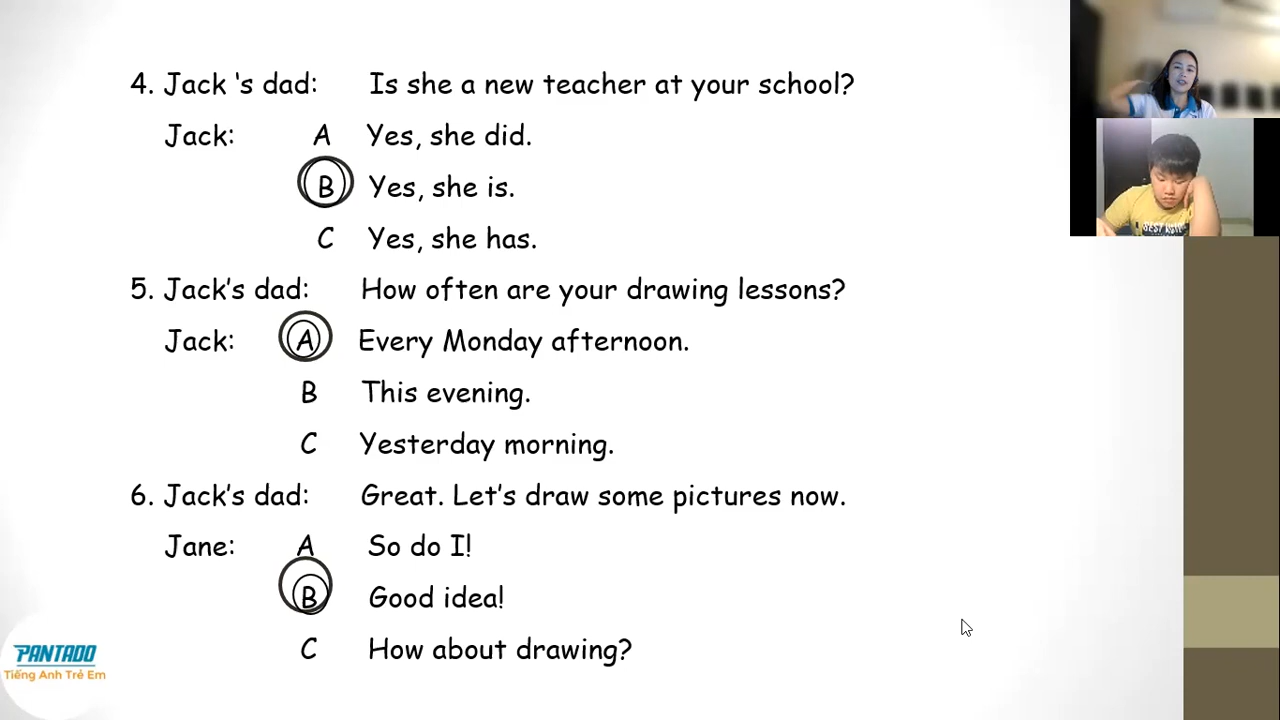 4. Jack 's dad: Is she a new teacher at your school?
Jack: A Yes, she did.
B Yes, she is.
C Yes, she has.
5. Jack's dad: How often are your drawing lessons?
Jack: A Every Monday afternoon.
B This evening.
C Yesterday morning.
6. Jack's dad: Great. Let's draw some pictures now.
Jane: A So do I!
B Good idea!
C How about drawing?
PANTADO
Tiếng Anh Trẻ Em